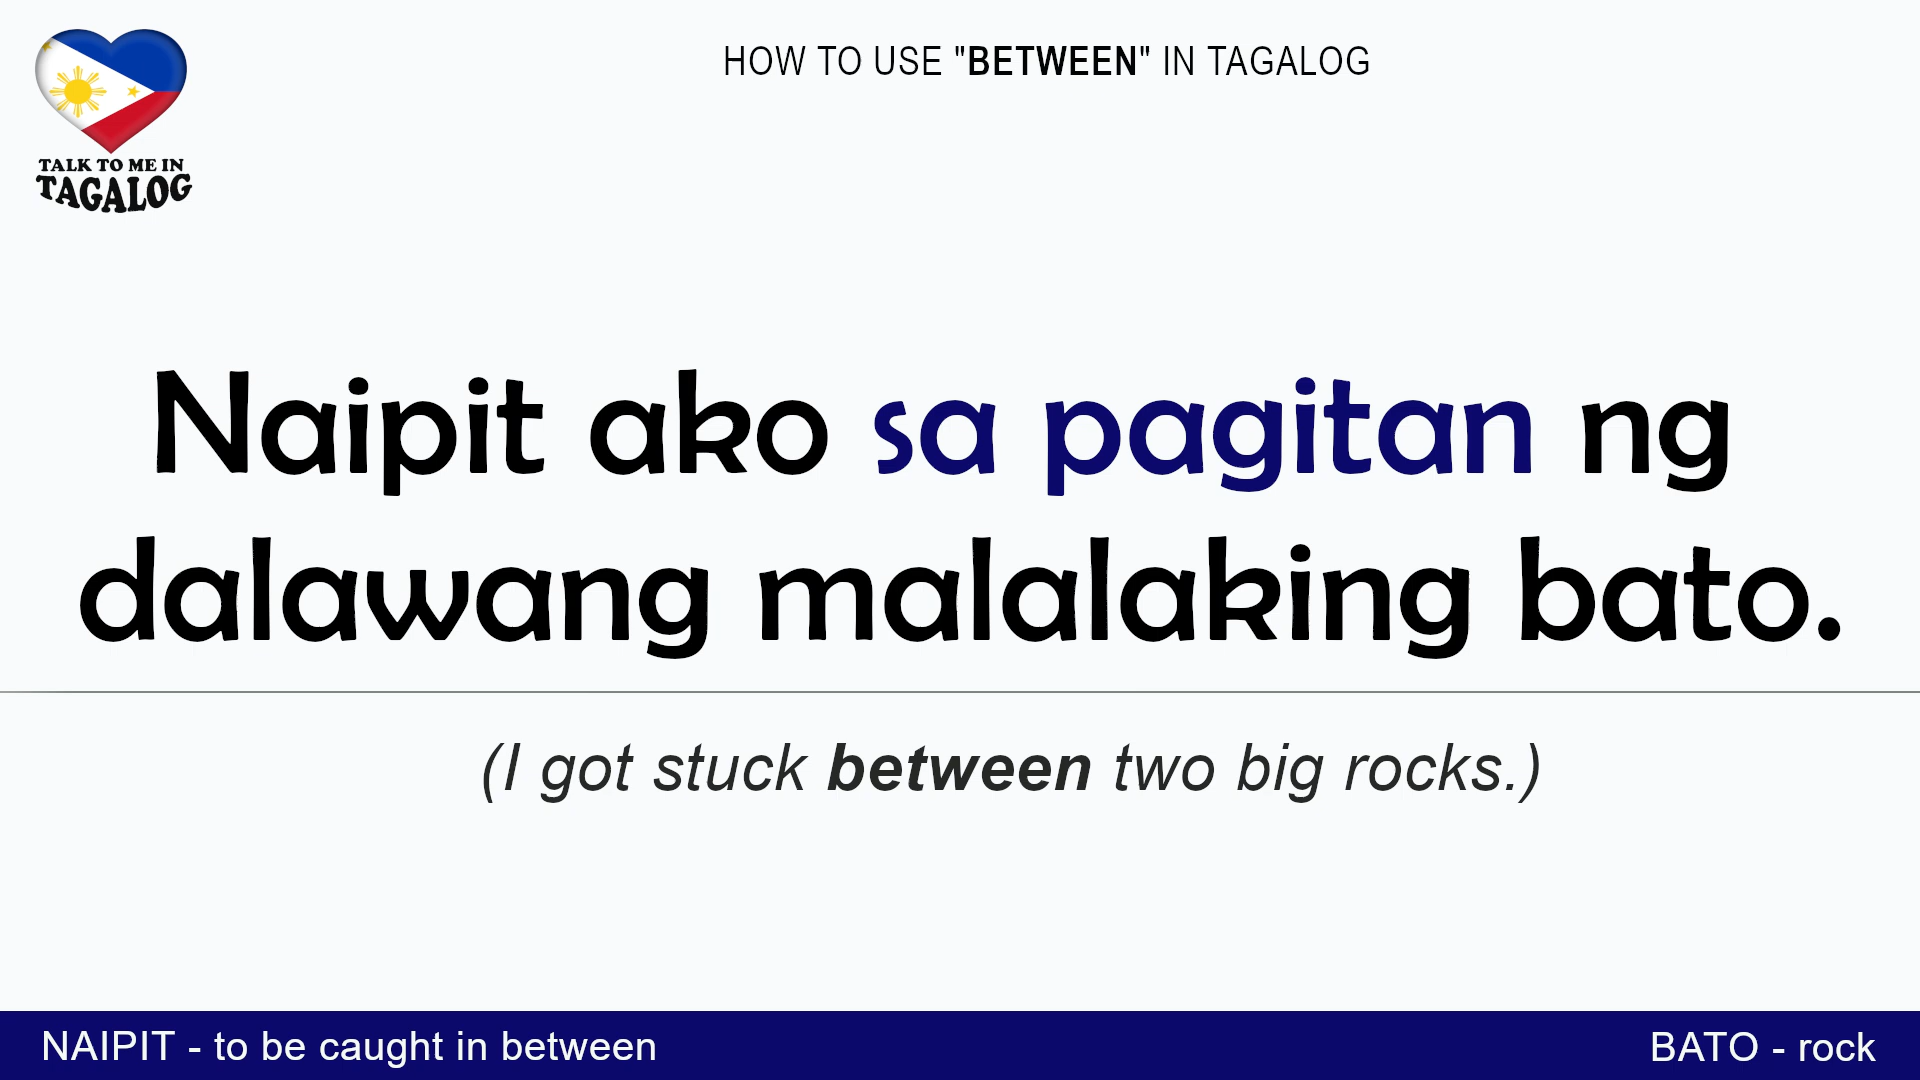 TALK TO ME IN
TAGALOG
HOW TO USE "BETWEEN" IN TAGALOG
Naipit ako sa pagitan ng
dalawang malalaking bato.
(I got stuck between two big rocks.)
NAIPIT - to be caught in between
BATO - rock